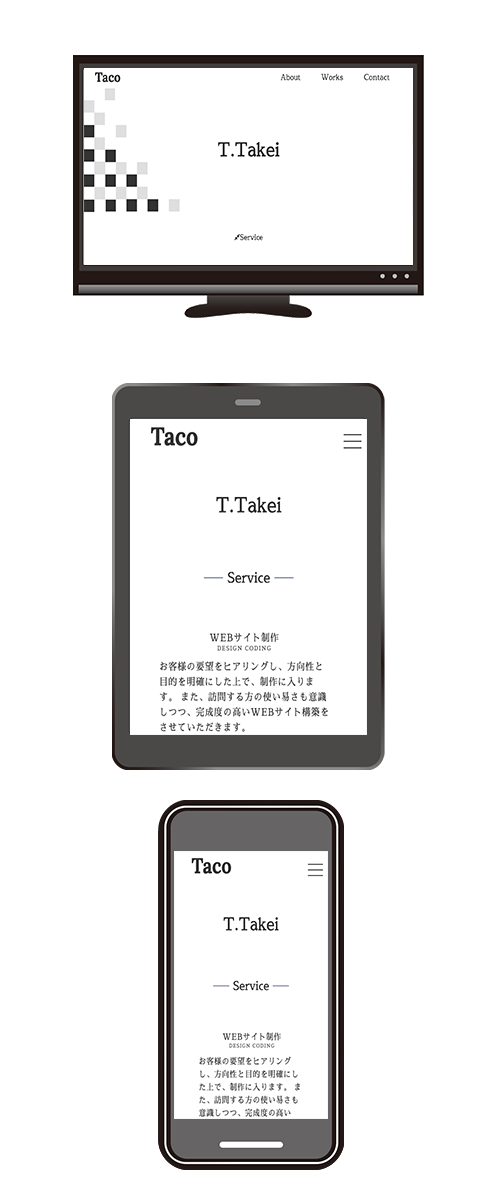 Taco
About Works Contact
T.Takei
Service
Taco
T.Takei
Service
WEBサイト制作
DESIGN CODING
お客様の要望をヒアリングし、方向性と
目的を明確にした上で、制作に入りま
す。 また、訪問する方の使い易さも意識
しつつ、完成度の高いWEBサイト構築を
させていただきます。
Taco
T.Takei
Service
WEBサイト制作
DESIGN CODING
お客様の要望をヒアリング
し、方向性と目的を明確にし
た上で、制作に入ります。 ま
た、訪問する方の使い易さも
意識しつつ、完成度の高い